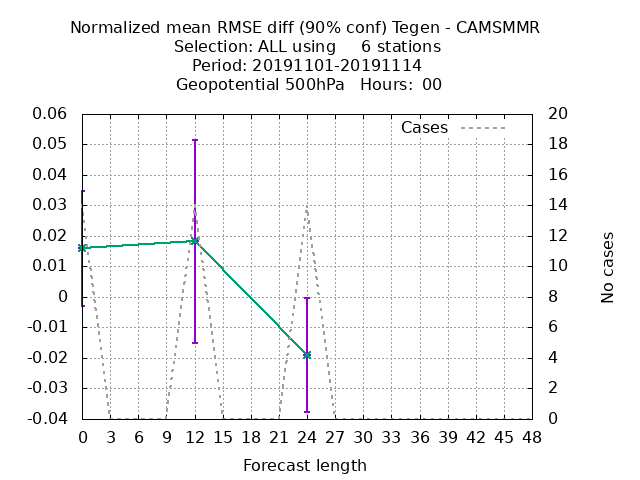 Normalized mean RMSE diff (90% conf) Tegen - CAMSMMR
Selection: ALL using 6 stations
Period: 20191101-20191114
Geopotential 500hPa Hours: 00
Cases
0.06
0.05
0.04
0.03
0.02
0.01
0
-0.01
-0.02
-0.03
-0.04
20
18
16
14
12
10
8
6
4
2
0
No cases
0 3 6 9 12 15 18 21 24 27 30 33 36 39 42 45 48
Forecast length